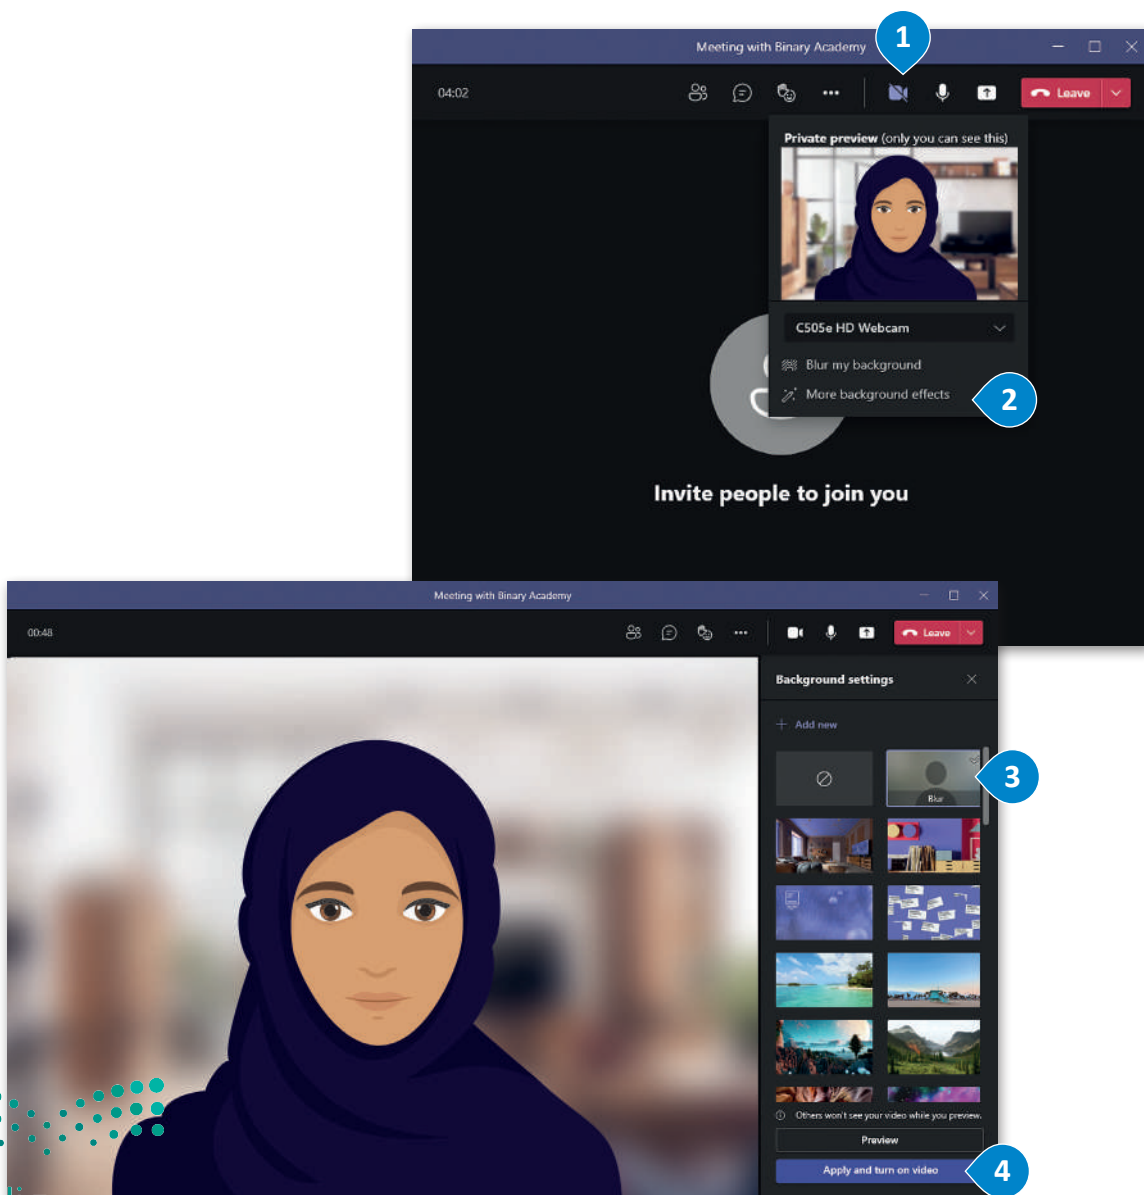 Meeting with Binary Academy
1
04:02
Leave
Private preview (only you can see this)
C505e HD Webcam
Blur my background
More background effects
2
Invite people to join you
Meeting with Binary Academy
00:48
Leave
Background settings
Add new
3
Blur
Others won't see your video while you preview.
Preview
Apply and turn on video
4